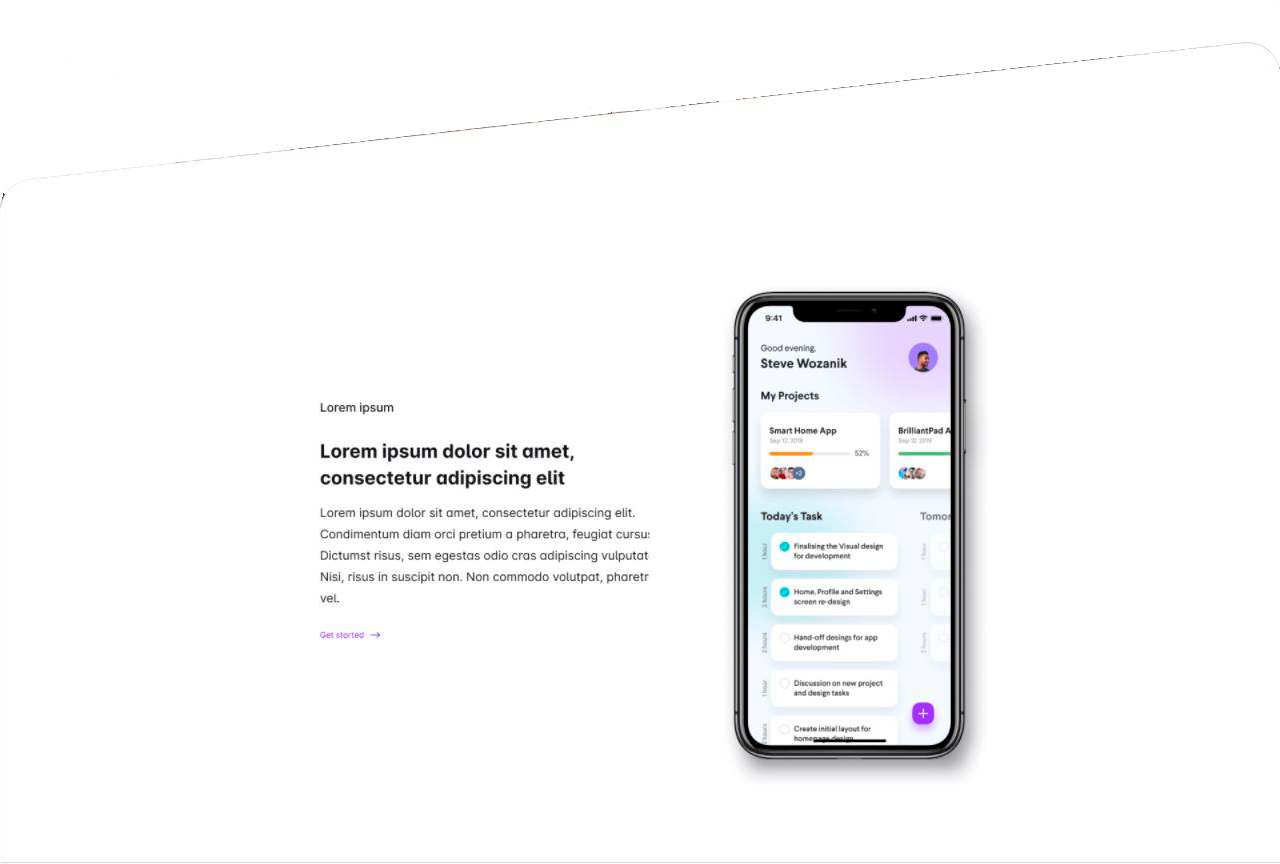 Lorem ipsum
Lorem ipsum dolor sit amet,
consectetur adipiscing elit
Lorem ipsum dolor sit amet, consectetur adipiscing elit.
Condimentum diam orci pretium a pharetra, feugiat cursus
Dictumst risus, sem egestas odio cras adipiscing vulputat
Nisi, risus in suscipit non. Non commodo volutpat, pharetr
vel.
Get started
9:41
Good evening,
Steve Wozanik
My Projects
Smart Home App
Sep 12, 2019
52%
+2
BrilliantPad A
Sep 12, 2019
Today's Task
Tomor
1 hour
Finalising the Visual design
for development
2 hours
Home, Profile and Settings
screen re-design
2 hours
Hand-off desings for app
development
1 hour
Discussion on new project
and design tasks
2 hours
Create initial layout for
homepage design
1 hour
1 hour
2 hours